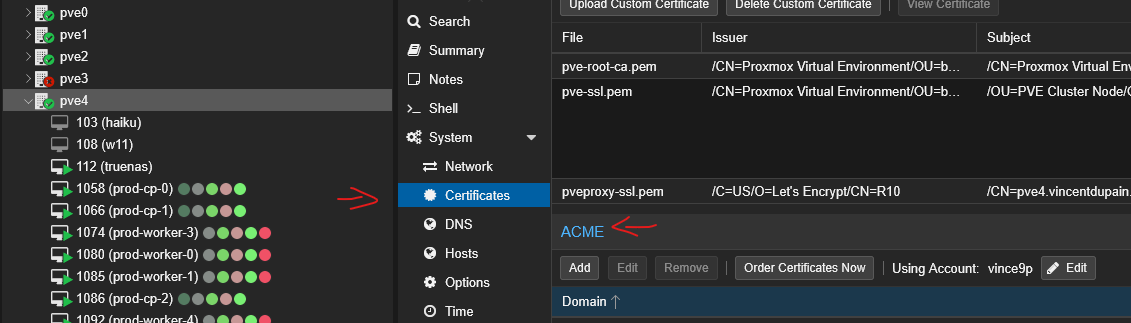 pve0
pve1
pve2
pve3
pve4
103 (haiku)
108 (w11)
112 (truenas)
1058 (prod-cp-0)
1066 (prod-cp-1)
1074 (prod-worker-3)
1080 (prod-worker-0)
1085 (prod-worker-1)
1086 (prod-cp-2)
1092 (prod-worker-4)
Search
Summary
Notes
Shell
System
Network
Certificates
DNS
Hosts
Options
Time
Upload Custom Certificate Delete Custom Certificate View Certificate
File Issuer Subject
pve-root-ca.pem /CN=Proxmox Virtual Environment/OU=b... /CN=Proxmox Virtual Env
pve-ssl.pem /CN=Proxmox Virtual Environment/OU=b... /OU=PVE Cluster Node/
pveproxy-ssl.pem /C=US/O=Let's Encrypt/CN=R10 /CN=pve4.vincentdupain.
ACME
Add Edit Remove Order Certificates Now Using Account: vince9p Edit
Domain